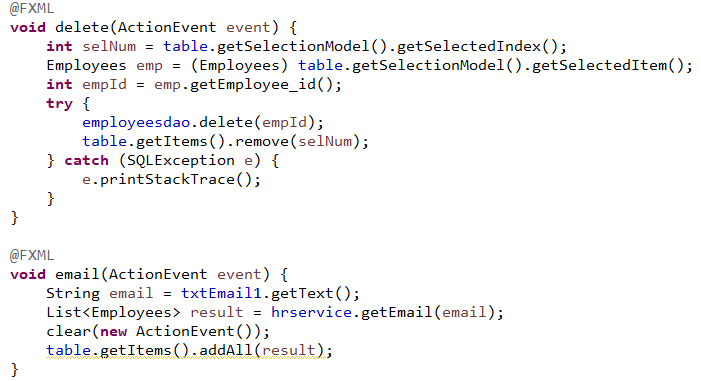 @FXML
void delete(ActionEvent event) {
    int selNum = table.getSelectionModel().getSelectedIndex();
    Employees emp = (Employees) table.getSelectionModel().getSelectedItem();
    int empId = emp.getEmployee_id();
    try {
        employeesdao.delete(empId);
        table.getItems().remove(selNum);
    } catch (SQLException e) {
        e.printStackTrace();
    }
}
@FXML
void email(ActionEvent event) {
    String email = txtEmail1.getText();
    List<Employees> result = hrservice.getEmail(email);
    clear(new ActionEvent());
    table.getItems().addAll(result);
}